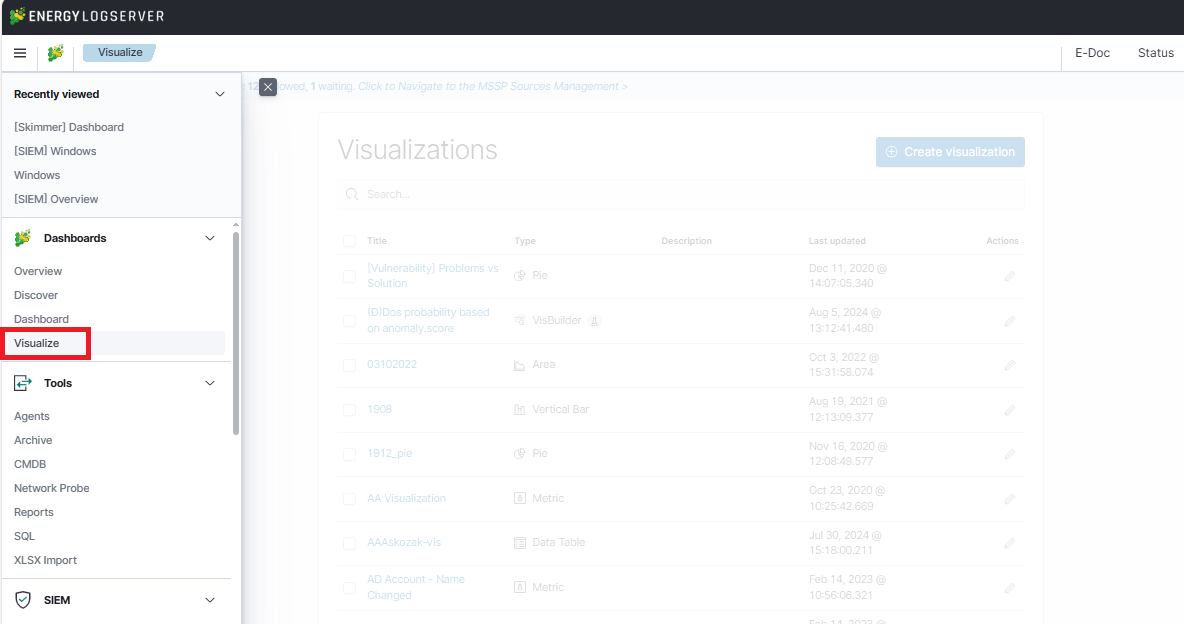 ENERGY LOGSERVER
Visualize
E-Doc
Status
12 owed, 1 waiting. Click to Navigate to the MSSP Sources Management >
Recently viewed
[Skimmer] Dashboard
[SIEM] Windows
Windows
[SIEM] Overview
Dashboards
Overview
Discover
Dashboard
Visualize
Tools
Agents
Archive
CMDB
Network Probe
Reports
SQL
XLSX Import
SIEM
Visualizations
Create visualization
Search...
Title Type Description Last updated Actions
[Vulnerability] Problems vs Pie Dec 11, 2020 @
Solution 14:07:05.340
(D)Dos probability based VisBuilder Aug 5, 2024 @
on anomaly.score 13:12:41.480
03102022 Area Oct 3, 2022 @
15:31:58.074
1908 Vertical Bar Aug 19, 2021 @
12:13:09.377
1912_pie Pie Nov 16, 2020 @
12:08:49.577
AA Visualization Metric Oct 23, 2020 @
10:25:42.669
AAAskozak-vis Data Table Jul 30, 2024 @
15:18:00.211
AD Account - Name Metric Feb 14, 2023 @
Changed 10:56:06.321